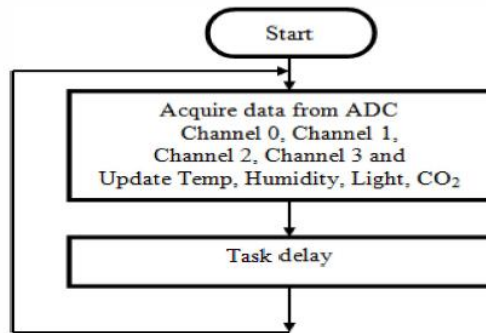 Start
Acquire data from ADC
Channel 0, Channel 1,
Channel 2, Channel 3 and
Update Temp, Humidity, Light, CO₂
Task delay